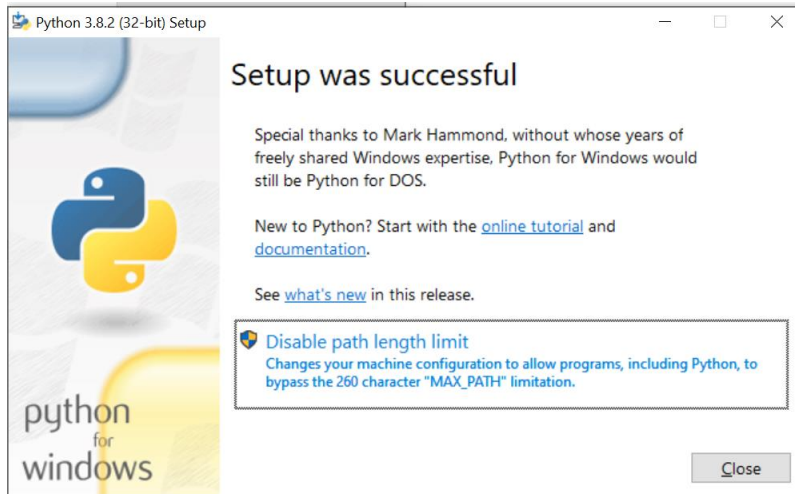 Python 3.8.2 (32-bit) Setup
Setup was successful
Special thanks to Mark Hammond, without whose years of
freely shared Windows expertise, Python for Windows would
still be Python for DOS.
New to Python? Start with the online tutorial and
documentation.
See what's new in this release.
Disable path length limit
Changes your machine configuration to allow programs, including Python, to
bypass the 260 character "MAX_PATH" limitation.
python
for
windows
Close